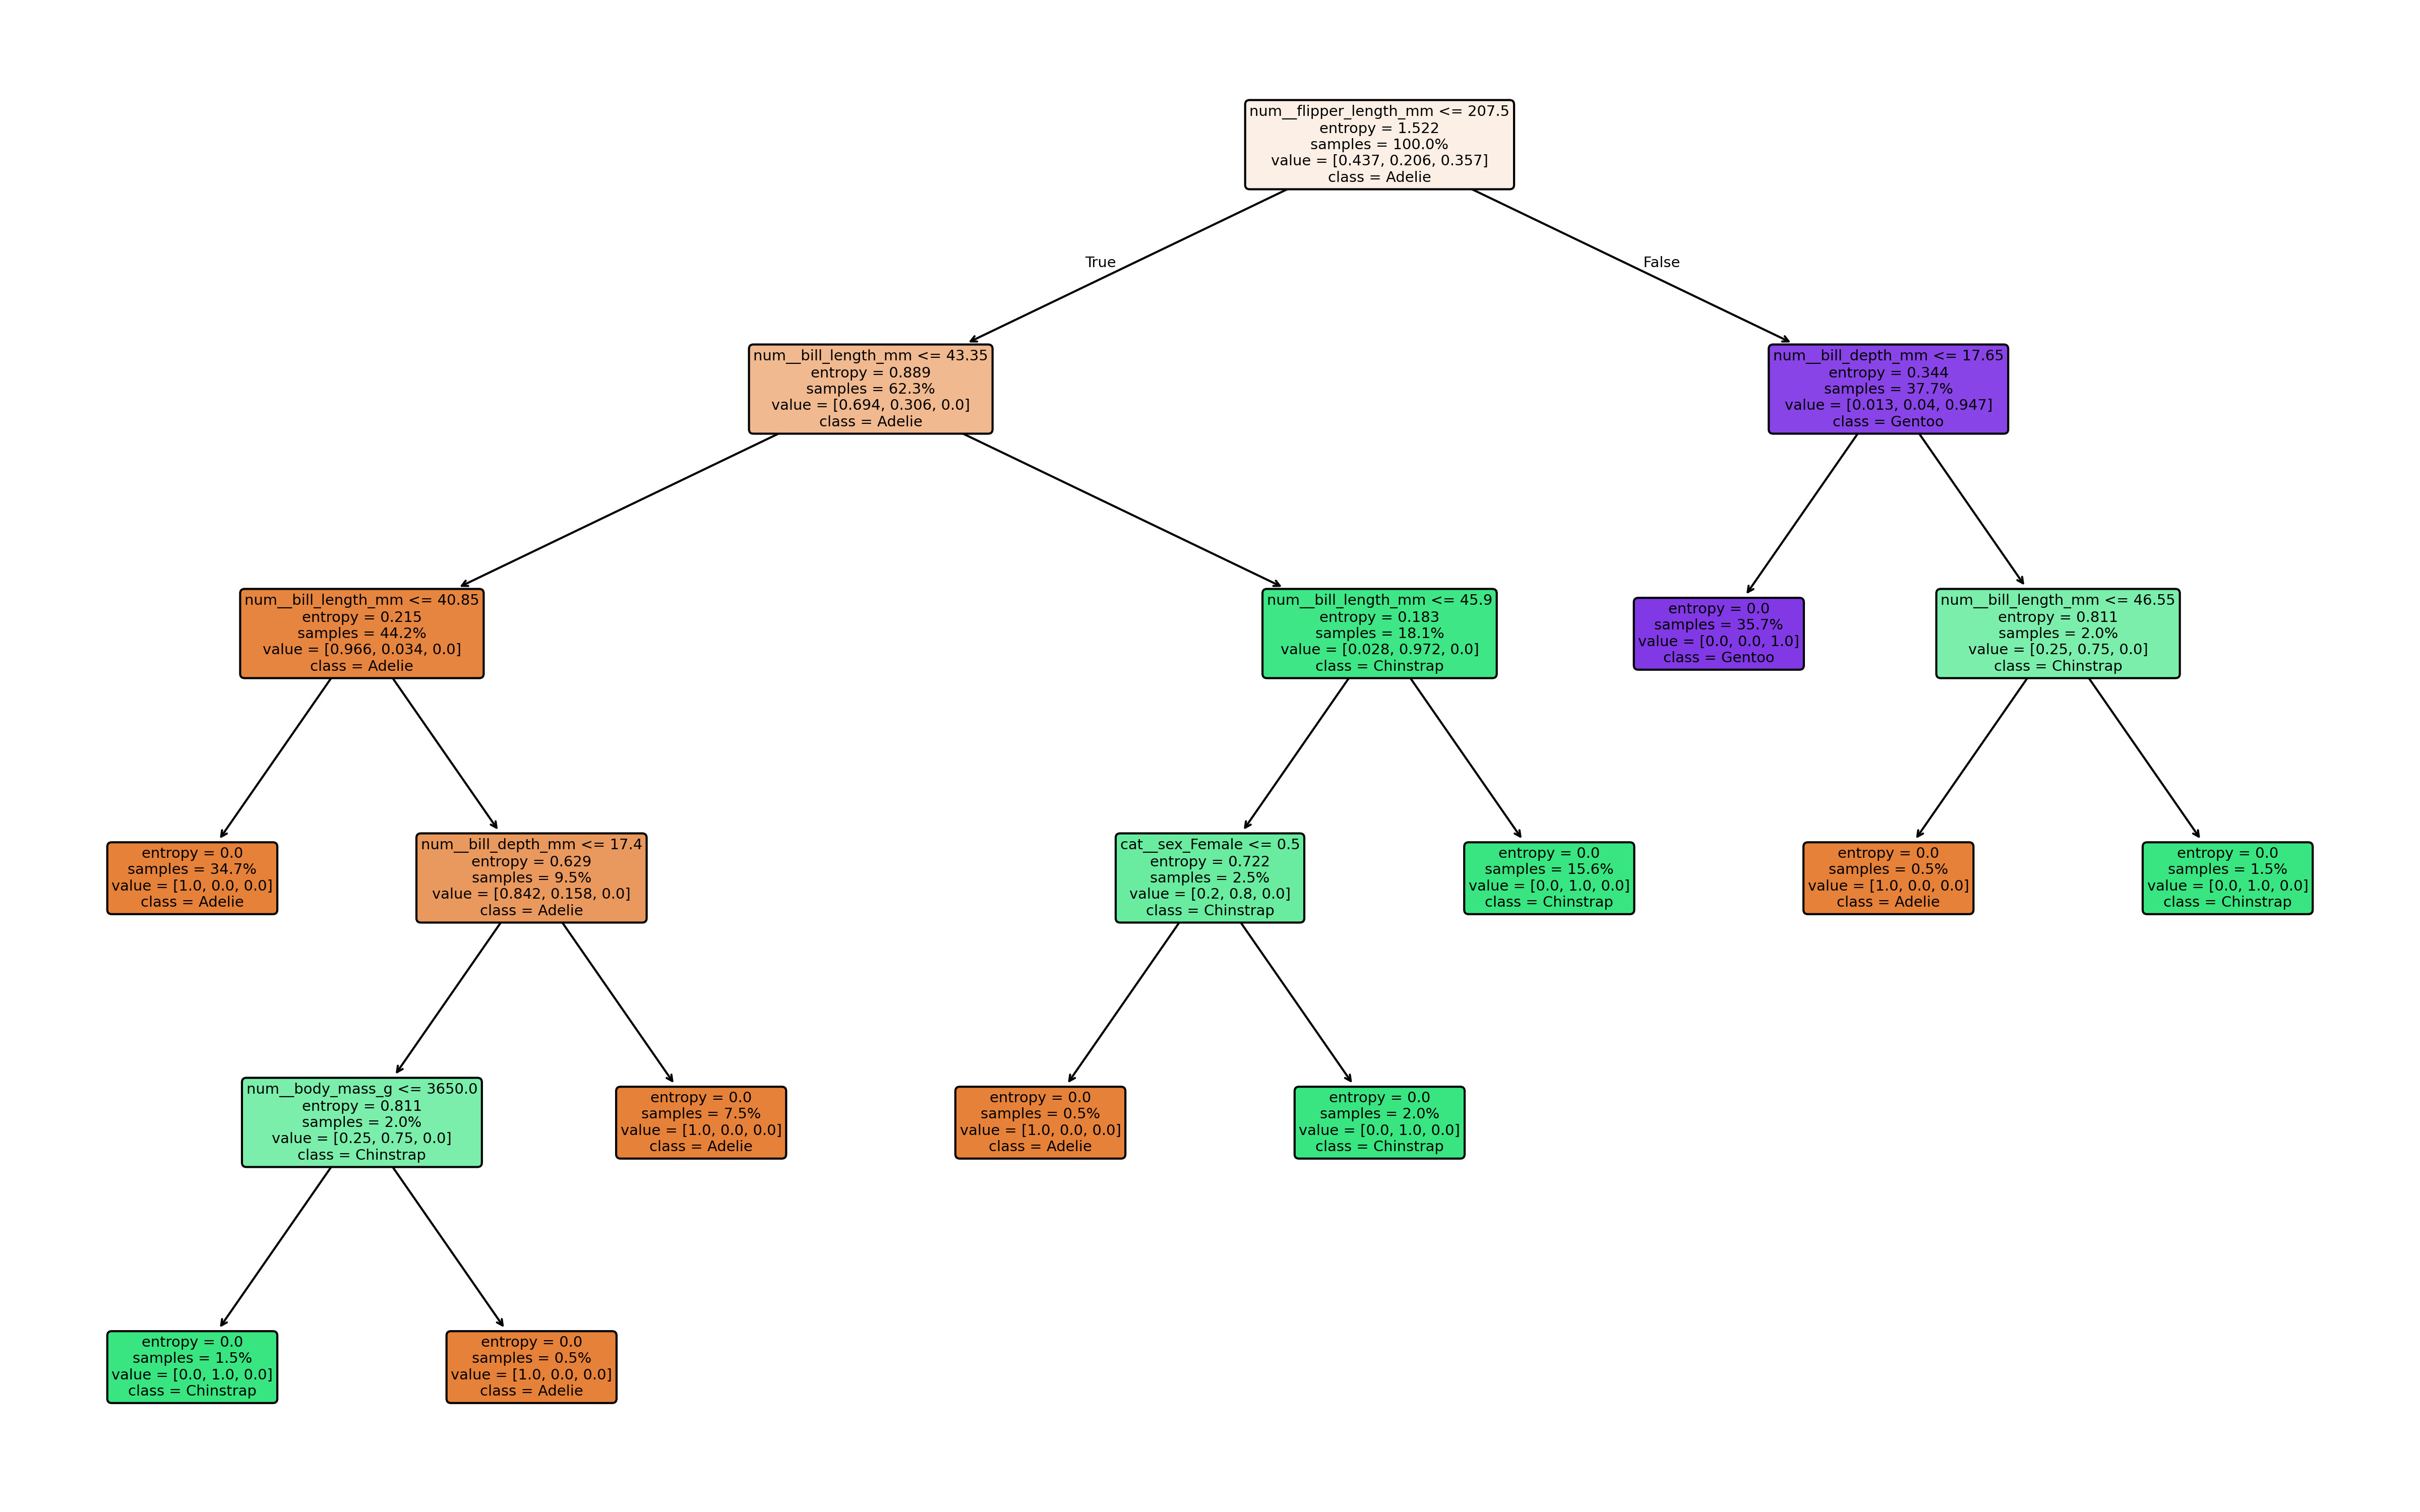 num__flipper_length_mm <= 207.5
entropy = 1.522
samples = 100.0%
value = [0.437, 0.206, 0.357]
class = Adelie
True
False
num__bill_length_mm <= 43.35
entropy = 0.889
samples = 62.3%
value = [0.694, 0.306, 0.0]
class = Adelie
num__bill_depth_mm <= 17.65
entropy = 0.344
samples = 37.7%
value = [0.013, 0.04, 0.947]
class = Gentoo
num__bill_length_mm <= 40.85
entropy = 0.215
samples = 44.2%
value = [0.966, 0.034, 0.0]
class = Adelie
num__bill_length_mm <= 45.9
entropy = 0.183
samples = 18.1%
value = [0.028, 0.972, 0.0]
class = Chinstrap
entropy = 0.0
samples = 35.7%
value = [0.0, 0.0, 1.0]
class = Gentoo
num__bill_length_mm <= 46.55
entropy = 0.811
samples = 2.0%
value = [0.25, 0.75, 0.0]
class = Chinstrap
entropy = 0.0
samples = 34.7%
value = [1.0, 0.0, 0.0]
class = Adelie
num__bill_depth_mm <= 17.4
entropy = 0.629
samples = 9.5%
value = [0.842, 0.158, 0.0]
class = Adelie
cat__sex_Female <= 0.5
entropy = 0.722
samples = 2.5%
value = [0.2, 0.8, 0.0]
class = Chinstrap
entropy = 0.0
samples = 15.6%
value = [0.0, 1.0, 0.0]
class = Chinstrap
entropy = 0.0
samples = 0.5%
value = [1.0, 0.0, 0.0]
class = Adelie
entropy = 0.0
samples = 1.5%
value = [0.0, 1.0, 0.0]
class = Chinstrap
num__body_mass_g <= 3650.0
entropy = 0.811
samples = 2.0%
value = [0.25, 0.75, 0.0]
class = Chinstrap
entropy = 0.0
samples = 7.5%
value = [1.0, 0.0, 0.0]
class = Adelie
entropy = 0.0
samples = 0.5%
value = [1.0, 0.0, 0.0]
class = Adelie
entropy = 0.0
samples = 2.0%
value = [0.0, 1.0, 0.0]
class = Chinstrap
entropy = 0.0
samples = 1.5%
value = [0.0, 1.0, 0.0]
class = Chinstrap
entropy = 0.0
samples = 0.5%
value = [1.0, 0.0, 0.0]
class = Adelie